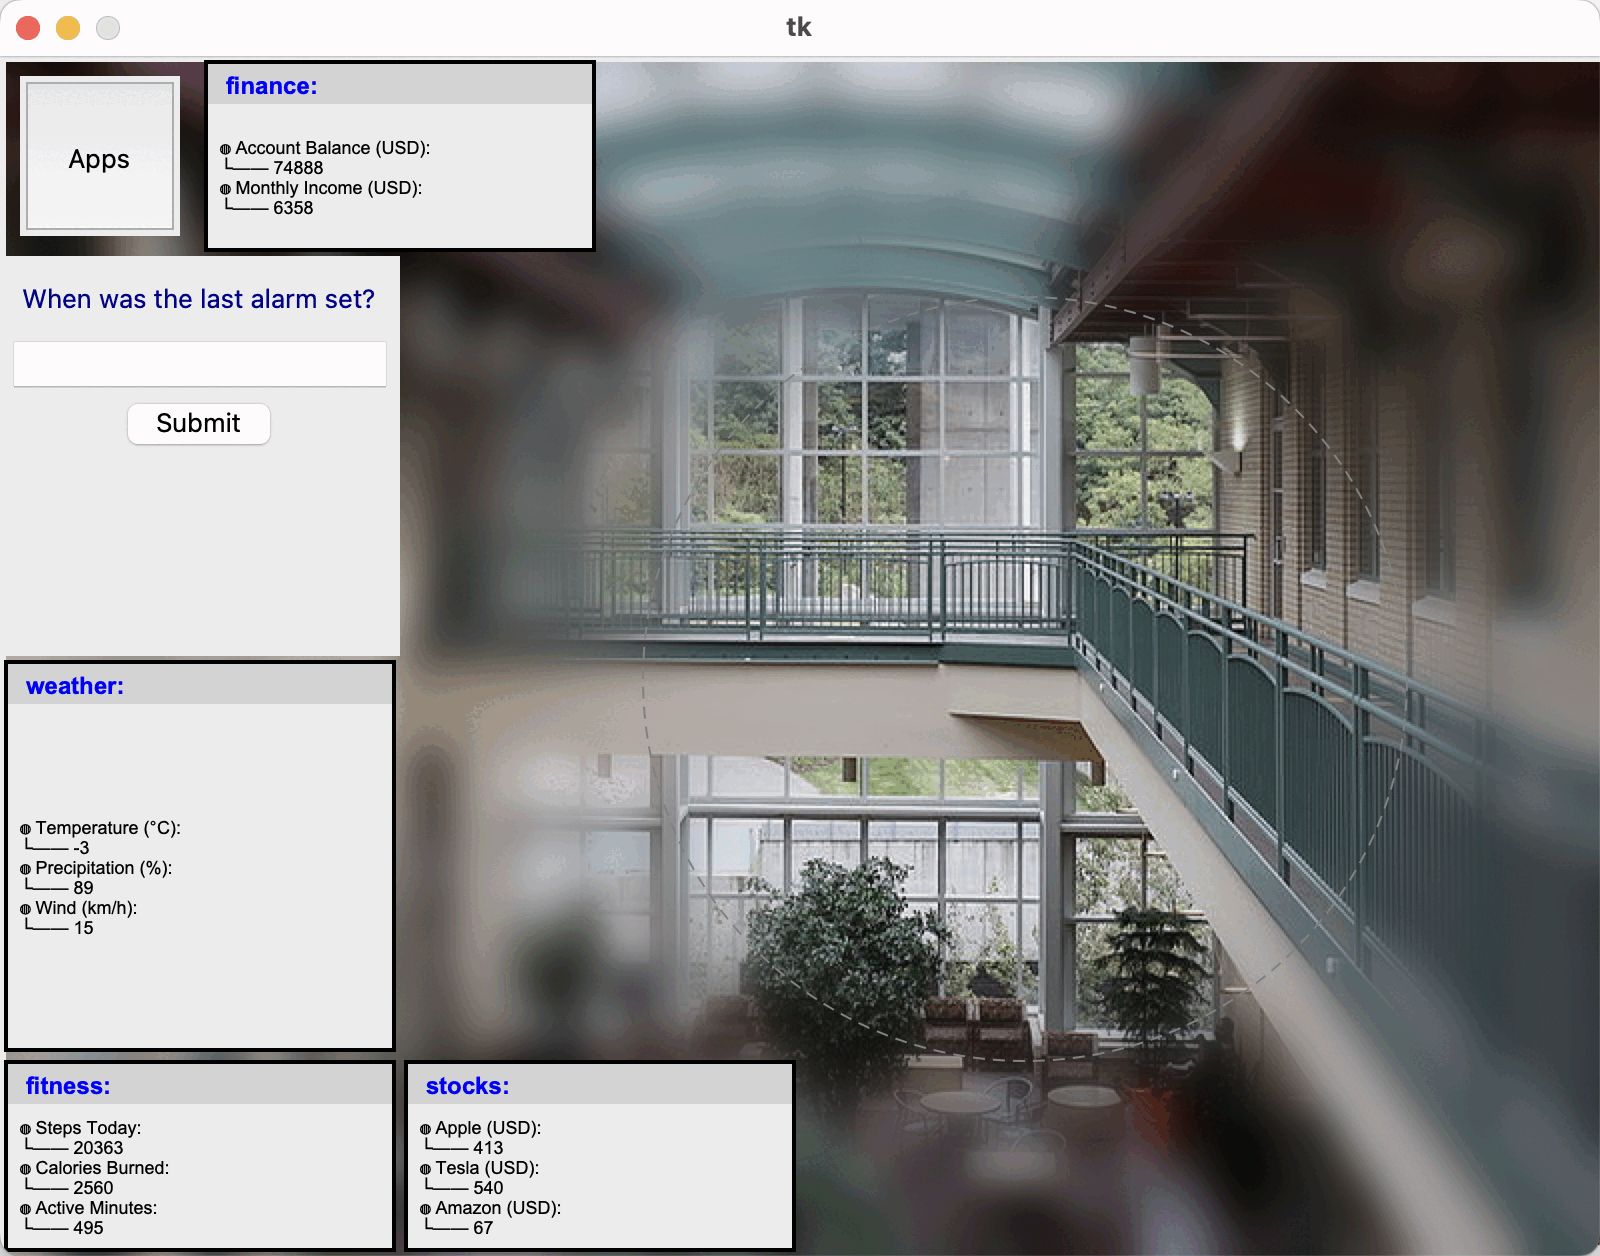 tk
Apps
finance:
◍ Account Balance (USD):
└─── 74888
◍ Monthly Income (USD):
└─── 6358
When was the last alarm set?
Submit
weather:
◍ Temperature (°C):
└─── -3
◍ Precipitation (%):
└─── 89
◍ Wind (km/h):
└─── 15
fitness:
◍ Steps Today:
└─── 20363
◍ Calories Burned:
└─── 2560
◍ Active Minutes:
└─── 495
stocks:
◍ Apple (USD):
└─── 413
◍ Tesla (USD):
└─── 540
◍ Amazon (USD):
└─── 67